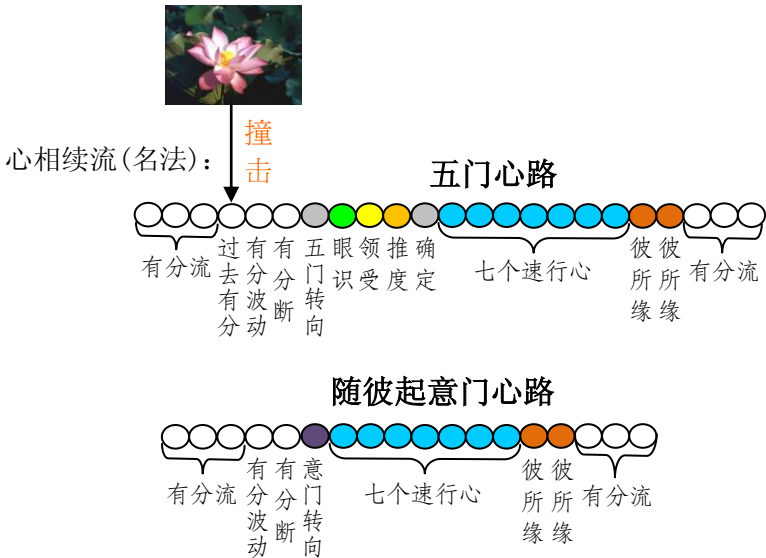 撞击
心相续流(名法):
五门心路
有分流
过去有分
有分波动
有分断
五门转向
眼识
领受
推度
确定
七个速行心
彼所缘
彼所缘
有分流
随彼起意门心路
有分流
有分波动
有分断
意门转向
七个速行心
彼所缘
彼所缘
有分流